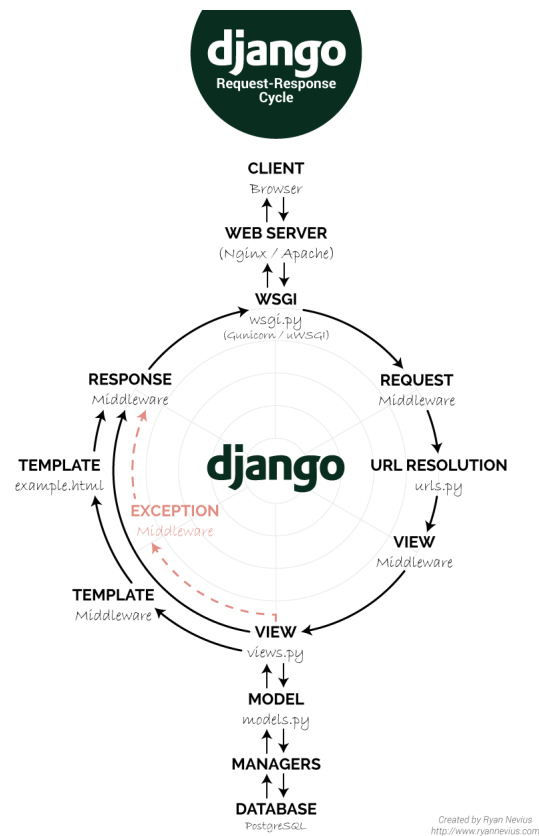 django
Request-Response
Cycle
CLIENT
Browser
WEB SERVER
(Nginx / Apache)
WSGI
wsgi.py
(Gunicorn / uWSGI)
RESPONSE
Middleware
REQUEST
Middleware
django
TEMPLATE
example.html
URL RESOLUTION
urls.py
EXCEPTION
Middleware
VIEW
Middleware
TEMPLATE
Middleware
VIEW
views.py
MODEL
models.py
MANAGERS
DATABASE
PostgreSQL
Created by Ryan Nevius
http://www.ryannevius.com